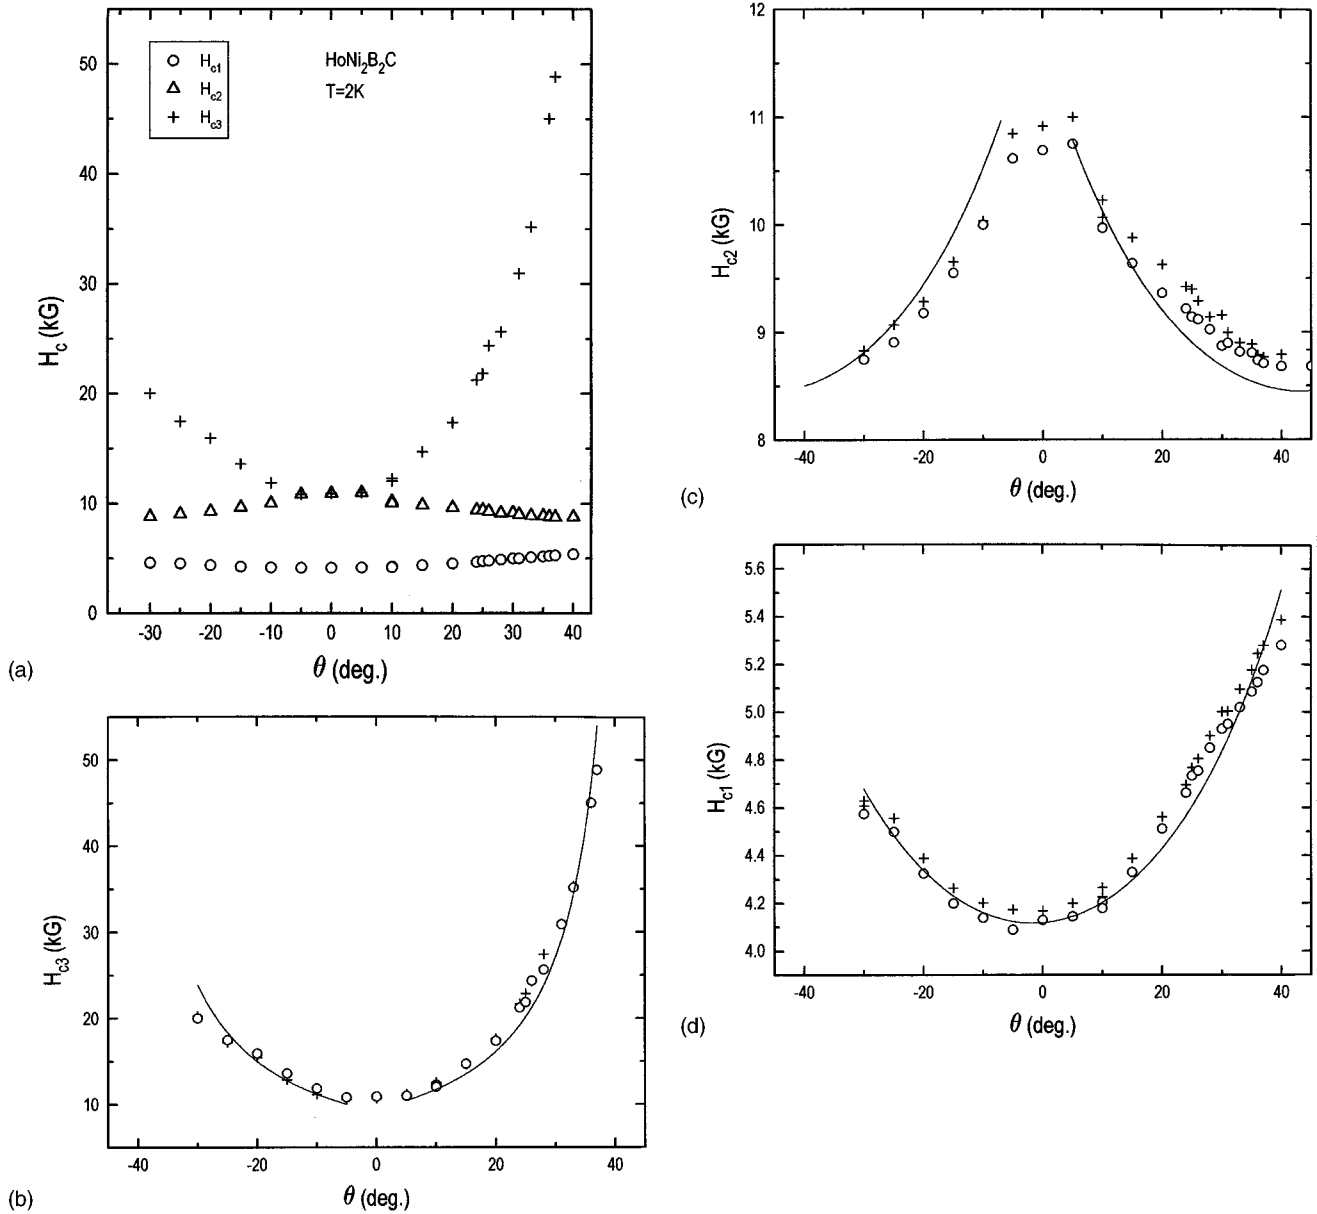 H_c1
H_c2
H_c3
HoNi_2B_2C
T=2K
50
40
30
20
10
0
H_c (kG)
-30 -20 -10 0 10 20 30 40
θ (deg.)
(a)
50
40
30
20
10
H_c3 (kG)
-40 -20 0 20 40
θ (deg.)
(b)
12
11
10
9
8
H_c2 (kG)
-40 -20 0 20 40
θ (deg.)
(c)
5.6
5.4
5.2
5.0
4.8
4.6
4.4
4.2
4.0
H_c1 (kG)
-40 -20 0 20 40
θ (deg.)
(d)